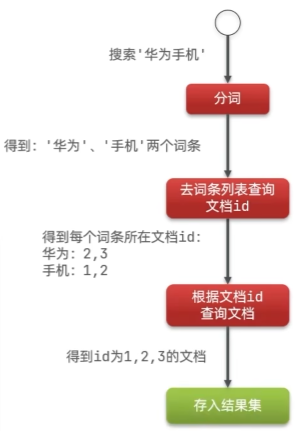 搜索'华为手机'
分词
得到：'华为'、'手机'两个词条
去词条列表查询
文档id
得到每个词条所在文档id：
华为：2,3
手机：1,2
根据文档id
查询文档
得到id为1,2,3的文档
存入结果集